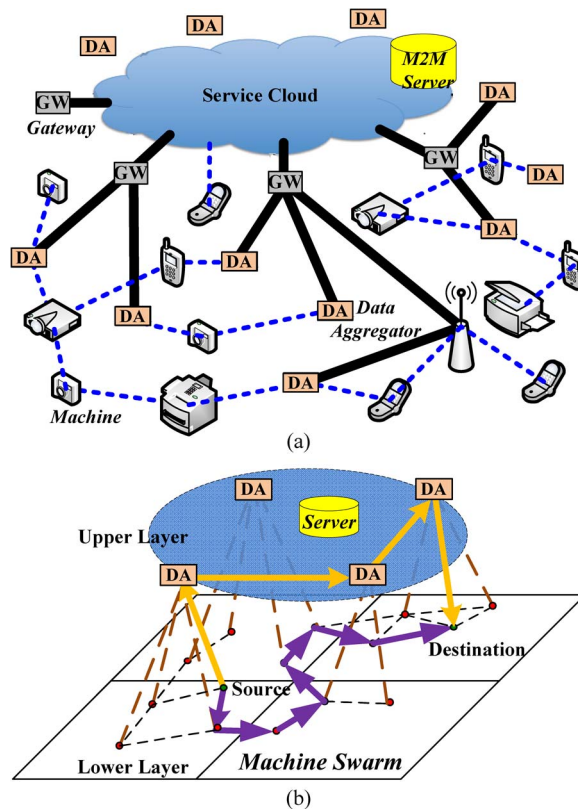 DA
DA
DA
M2M
Server
Service Cloud
DA
GW
Gateway
GW
GW
GW
DA
DA
DA
DA
DA
DA
Data
Aggregator
DA
Machine
(a)
DA
DA
Server
Upper Layer
DA
DA
Destination
Source
Machine Swarm
Lower Layer
(b)